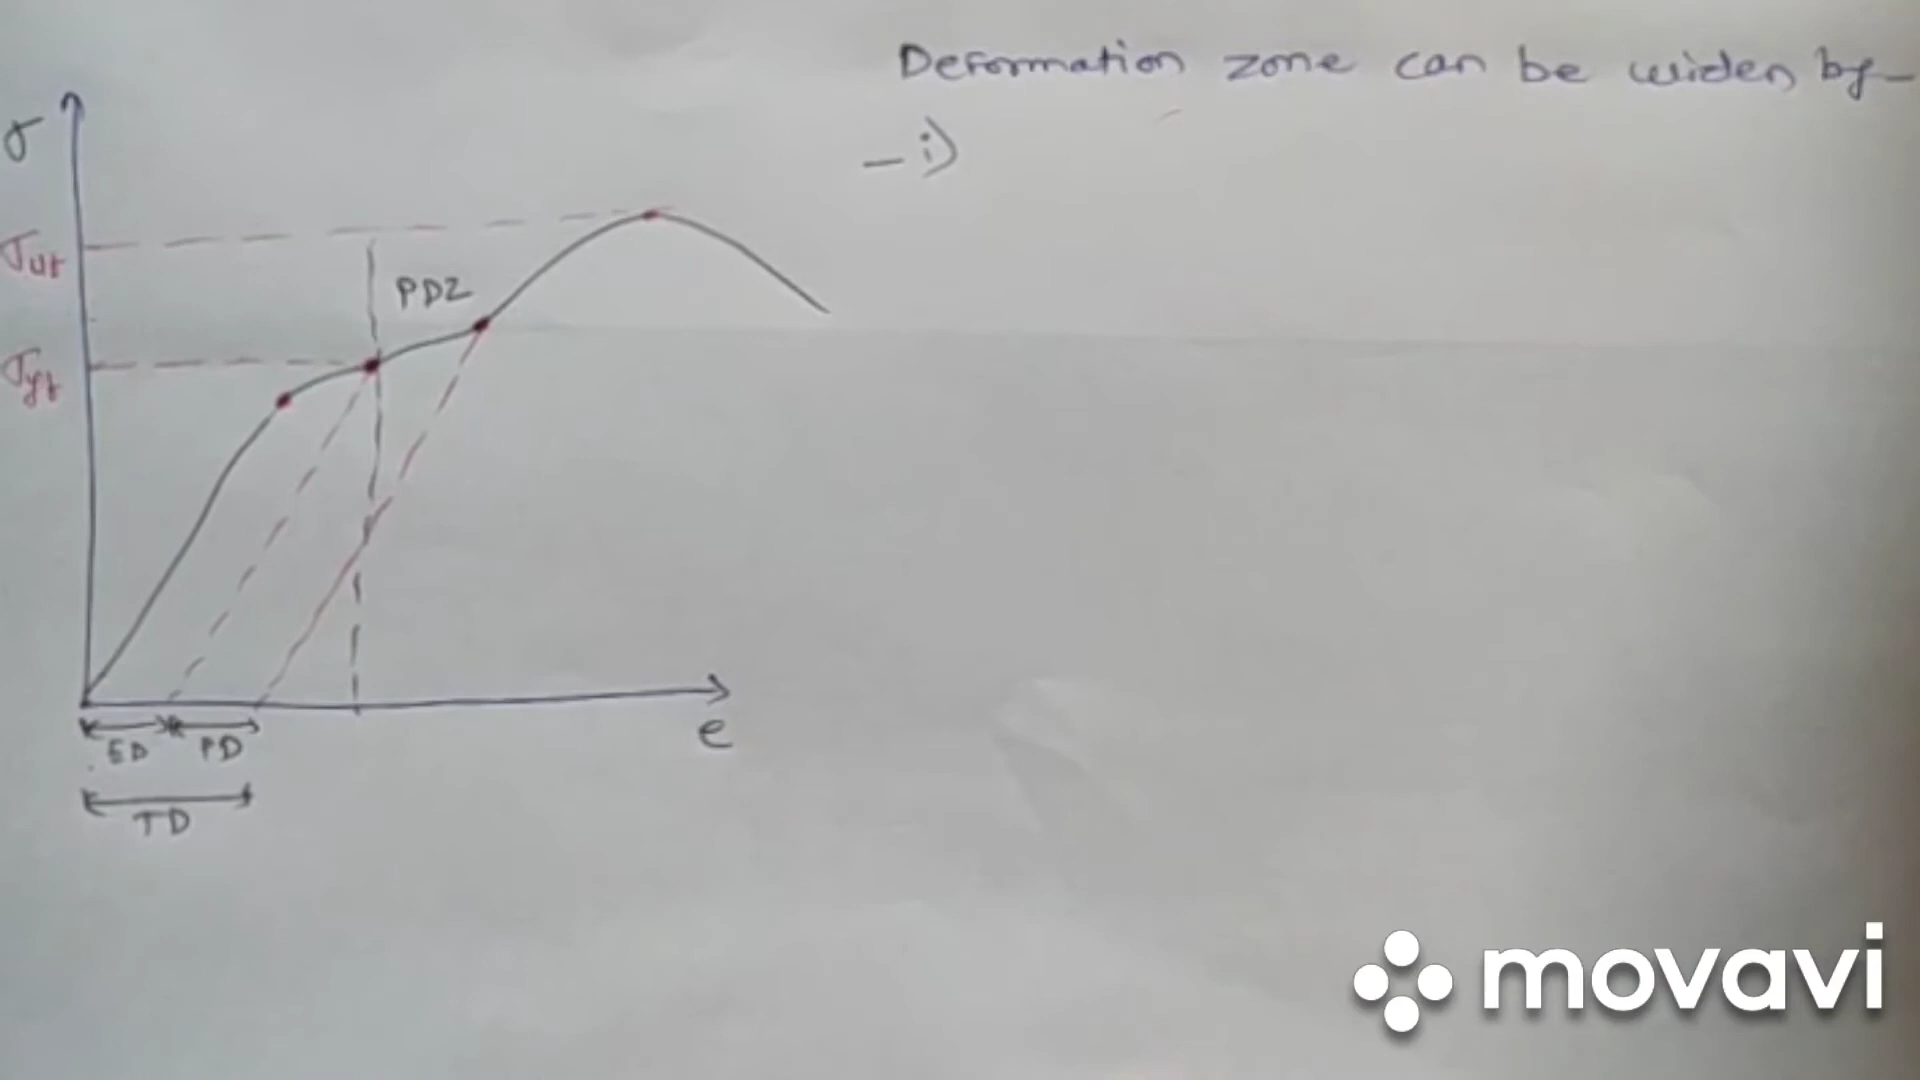 Deformation zone can be widen by-
- i)
σ
σut
PDZ
σyt
e
ED PD
TD
movavi